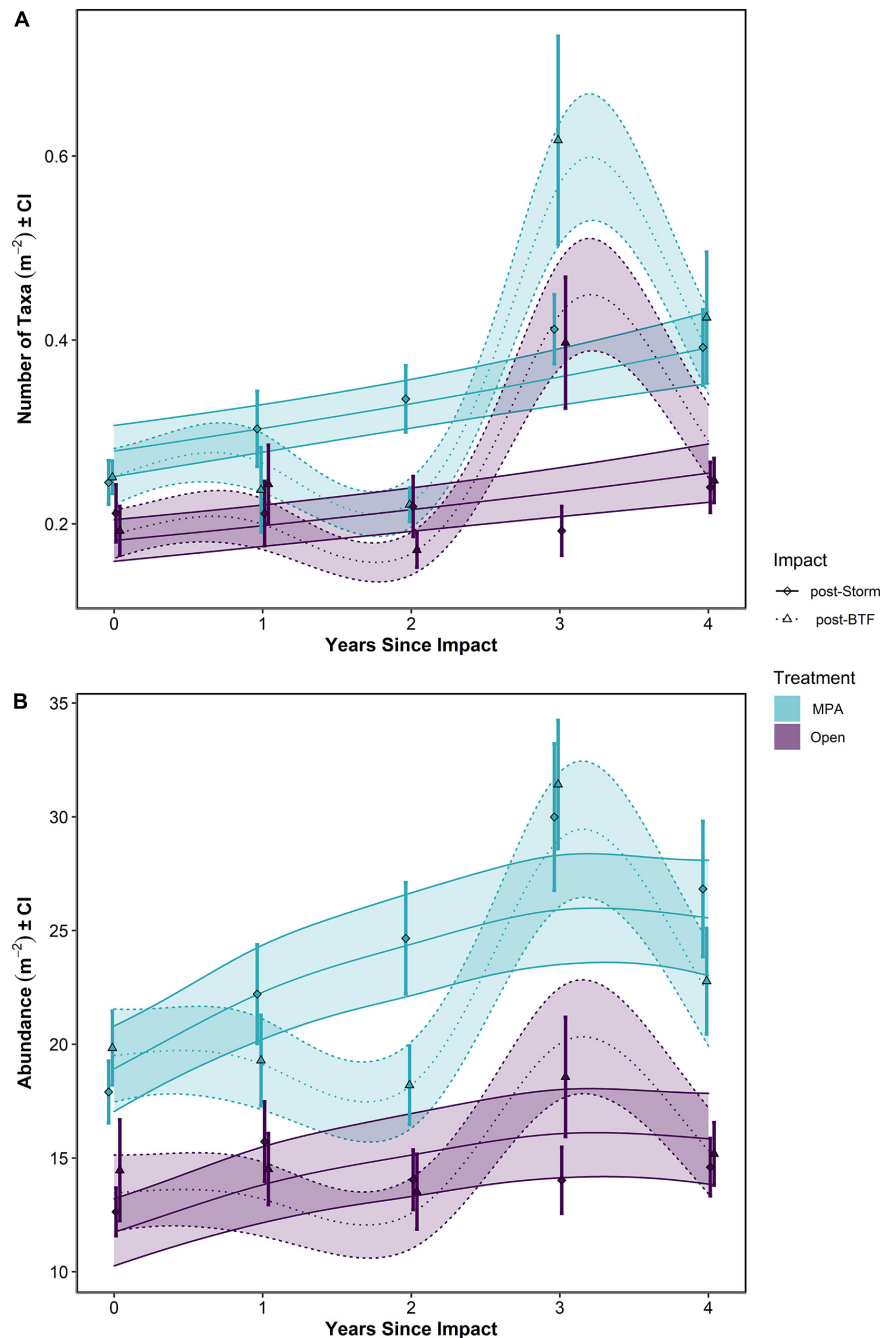 A
Number of Taxa (m⁻²) ± CI
0.6
0.4
0.2
0 1 2 3 4
Years Since Impact
Impact
post-Storm
post-BTF
Treatment
MPA
Open
B
Abundance (m⁻²) ± CI
35
30
25
20
15
10
0 1 2 3 4
Years Since Impact